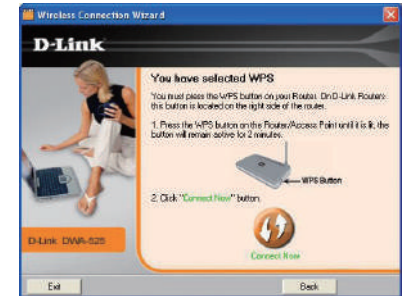 Wireless Connection Wizard
D-Link
You have selected WPS
You must press the WPS button on your Router. On D-Link Routers
this button is located on the right side of the router.
1. Press the WPS button on the Router/Access Point until it is lit, the
button will remain active for 2 minutes.
WPS Button
2. Click "Connect Now" button.
Connect Now
D-Link DWA-525
Exit
Back